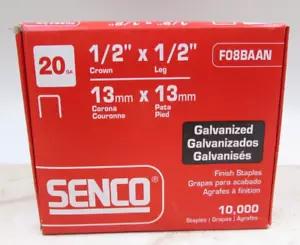 20 GA
1/2" x 1/2"
Crown Leg
13mm x 13mm
Corona Pata
Couronne Pied
F08BAAN
Galvanized
Galvanizados
Galvanisés
Finish Staples
Grapas para acabado
Agrafes à finition
SENCO®
10,000
Staples / Grapas / Agrafes